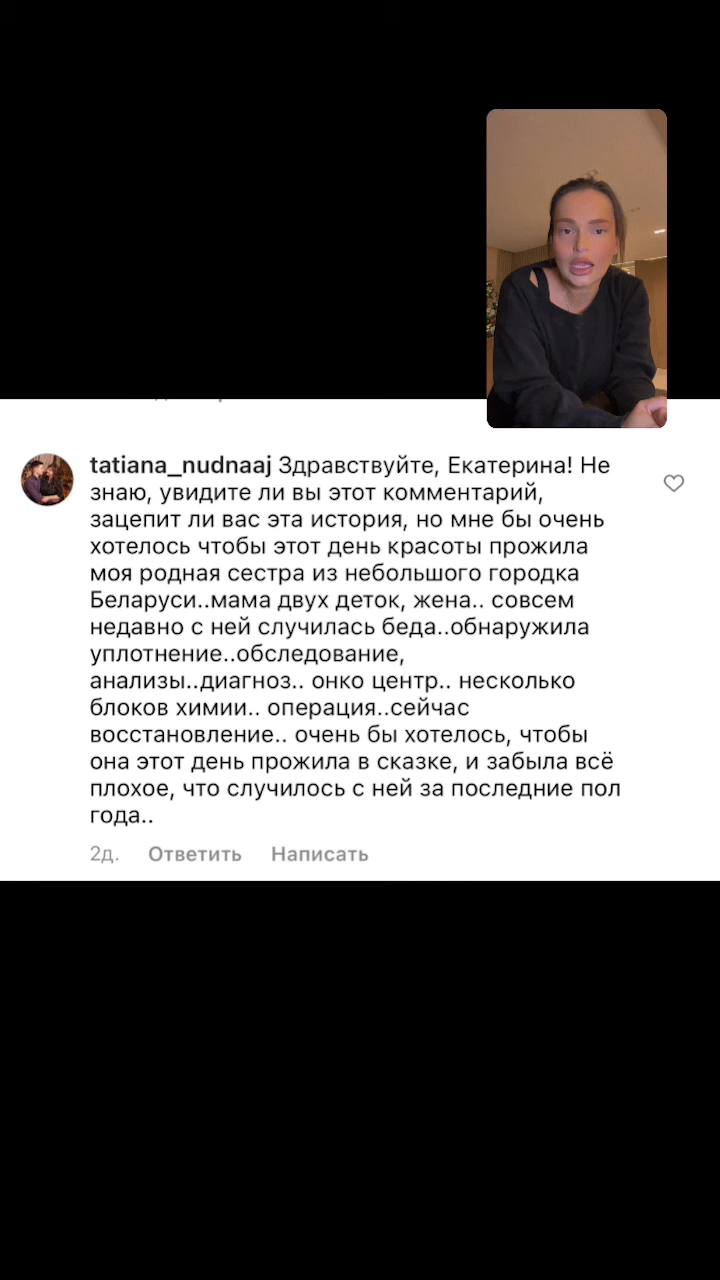 tatiana_nudnaaj Здравствуйте, Екатерина! Не
знаю, увидите ли вы этот комментарий,
зацепит ли вас эта история, но мне бы очень
хотелось чтобы этот день красоты прожила
моя родная сестра из небольшого городка
Беларуси..мама двух деток, жена.. совсем
недавно с ней случилась беда..обнаружила
уплотнение..обследование,
анализы..диагноз.. онко центр.. несколько
блоков химии.. операция..сейчас
восстановление.. очень бы хотелось, чтобы
она этот день прожила в сказке, и забыла всё
плохое, что случилось с ней за последние пол
года..
2д. Ответить Написать